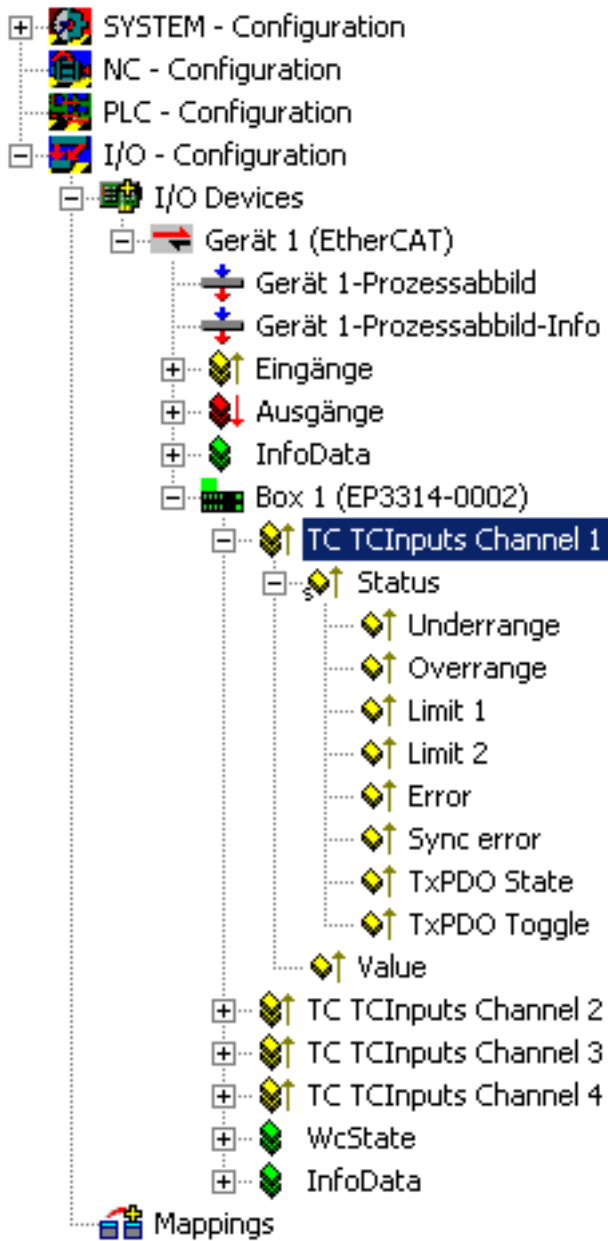 SYSTEM - Configuration
NC - Configuration
PLC - Configuration
I/O - Configuration
I/O Devices
Gerät 1 (EtherCAT)
Gerät 1-Prozessabbild
Gerät 1-Prozessabbild-Info
Eingänge
Ausgänge
InfoData
Box 1 (EP3314-0002)
TC TCInputs Channel 1
Status
Underrange
Overrange
Limit 1
Limit 2
Error
Sync error
TxPDO State
TxPDO Toggle
Value
TC TCInputs Channel 2
TC TCInputs Channel 3
TC TCInputs Channel 4
WcState
InfoData
Mappings